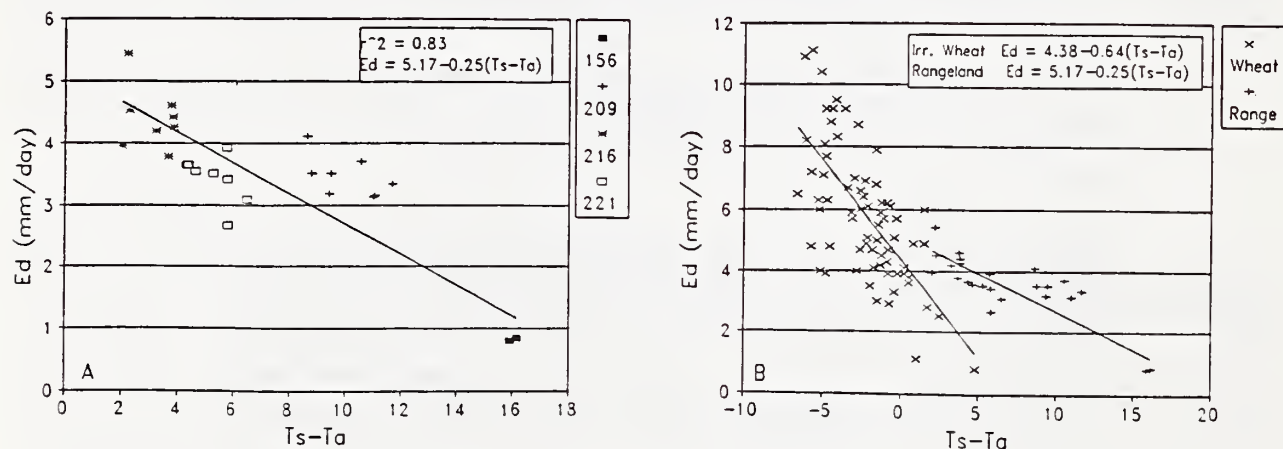 6
5
4
3
2
1
0
Ed (mm/day)
r^2 = 0.83
Ed = 5.17-0.25(Ts-Ta)
156
209
216
221
A
0 2 4 6 8 10 12 14 16 13
Ts-Ta
12
10
8
6
4
2
0
Ed (mm/day)
Irr. Wheat Ed = 4.38-0.64(Ts-Ta)
Rangeland Ed = 5.17-0.25(Ts-Ta)
Wheat
Range
B
-10 -5 0 5 10 15 20
Ts-Ta